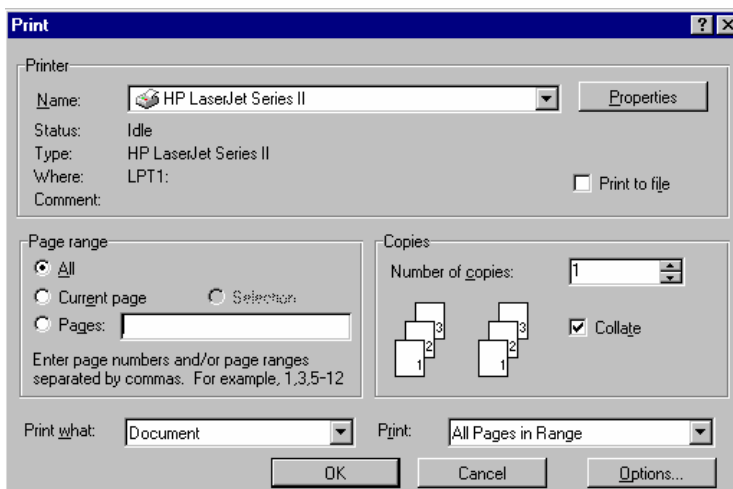 Print
Printer
Name: HP LaserJet Series II Properties
Status: Idle
Type: HP LaserJet Series II
Where: LPT1: Print to file
Comment:
Page range
All
Current page Selection
Pages:
Enter page numbers and/or page ranges
separated by commas. For example, 1,3,5-12
Copies
Number of copies: 1
3 3
2 2
1 1
Collate
Print what: Document Print: All Pages in Range
OK Cancel Options...